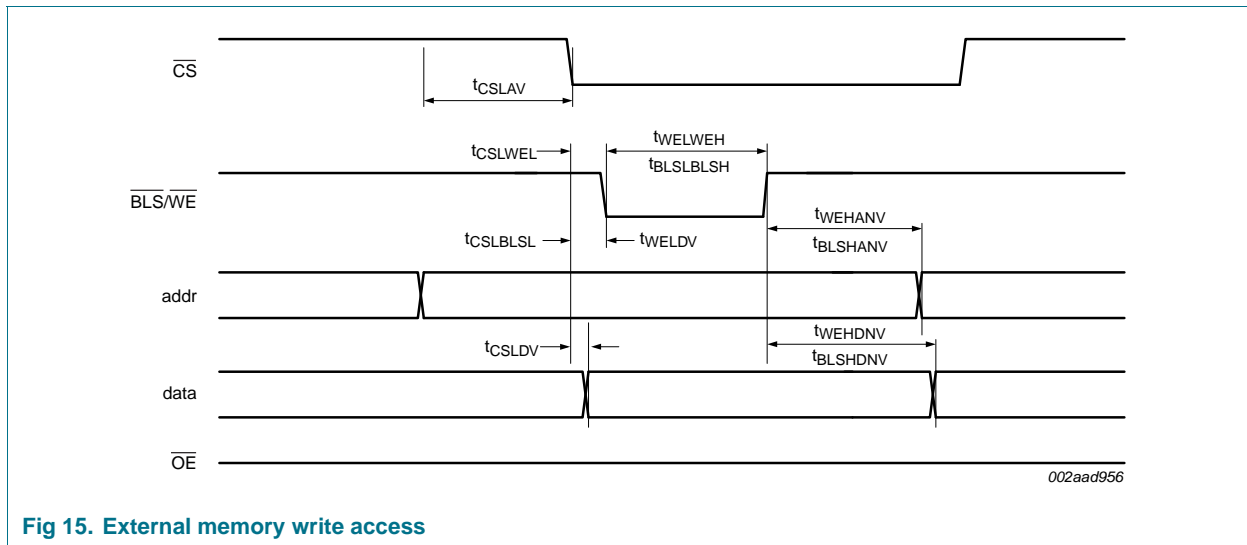 CS
tCSLAV
tCSLWEL
tWELWEH
tBLSLBLSH
BLS/WE
tCSLBLSL
tWELDV
tWEHANV
tBLSHANV
addr
tCSLDV
tWEHDNV
tBLSHDNV
data
OE
002aad956
Fig 15. External memory write access